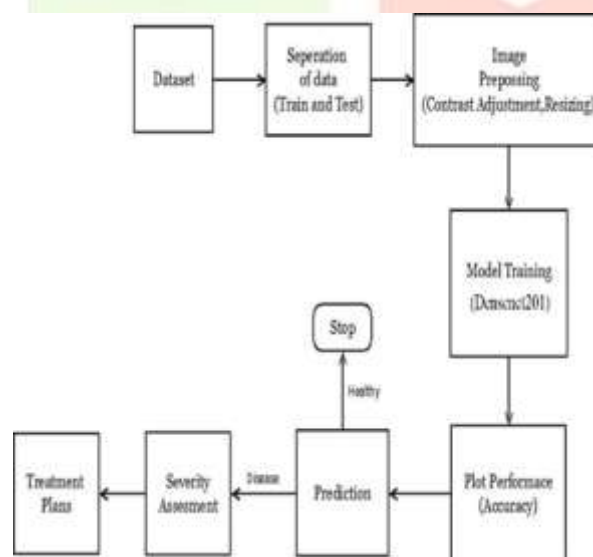 Dataset
Seperation
of data
(Train and Test)
Image
Prepossing
(Contrast Adjustment,Resizing)
Model Training
(Densenet201)
Stop
Healthy
Treatment
Plans
Severity
Assesment
Disease
Prediction
Plot Performace
(Accuracy)